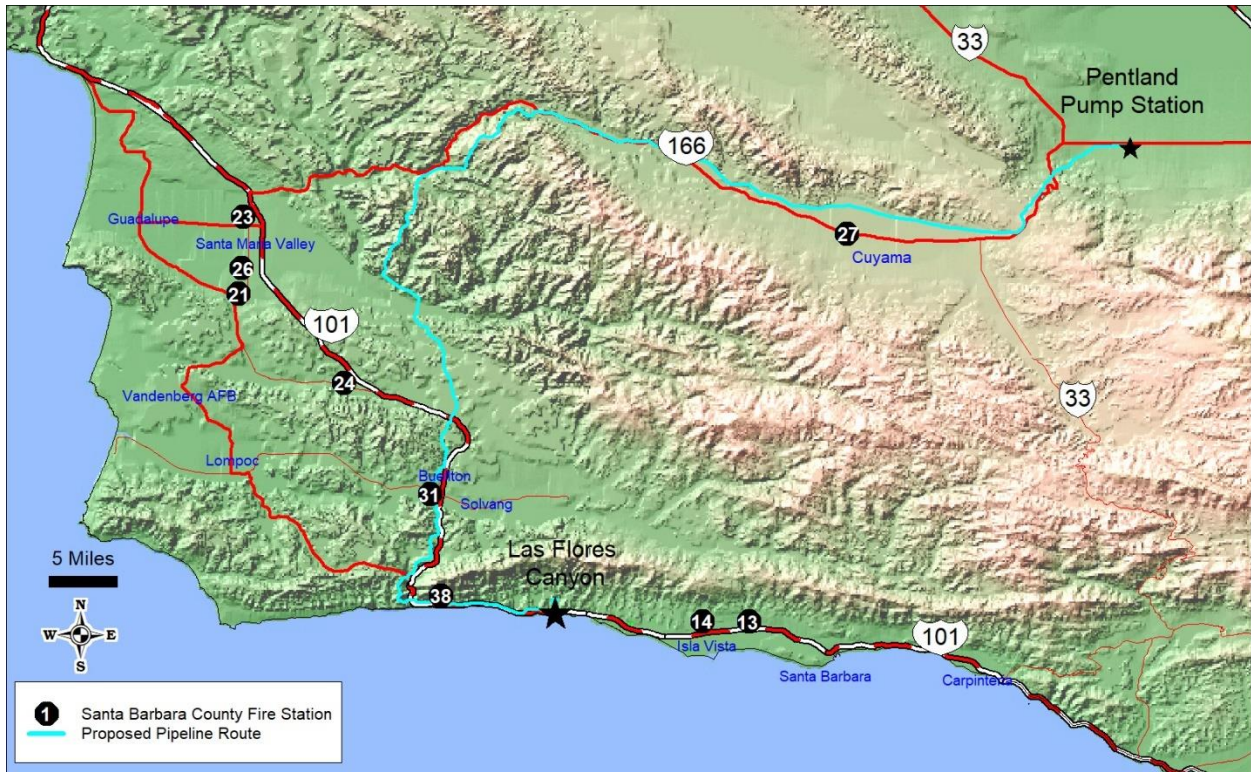 33
Pentland
Pump Station
166
Guadalupe
23
Santa Maria Valley
27
Cuyama
26
21
101
24
33
Vandenberg AFB
Lompoc
Buellton
31
Solvang
5 Miles
Las Flores
Canyon
38
14
13
N
W
E
S
Isla Vista
101
Santa Barbara
Carpinteria
1
Santa Barbara County Fire Station
Proposed Pipeline Route